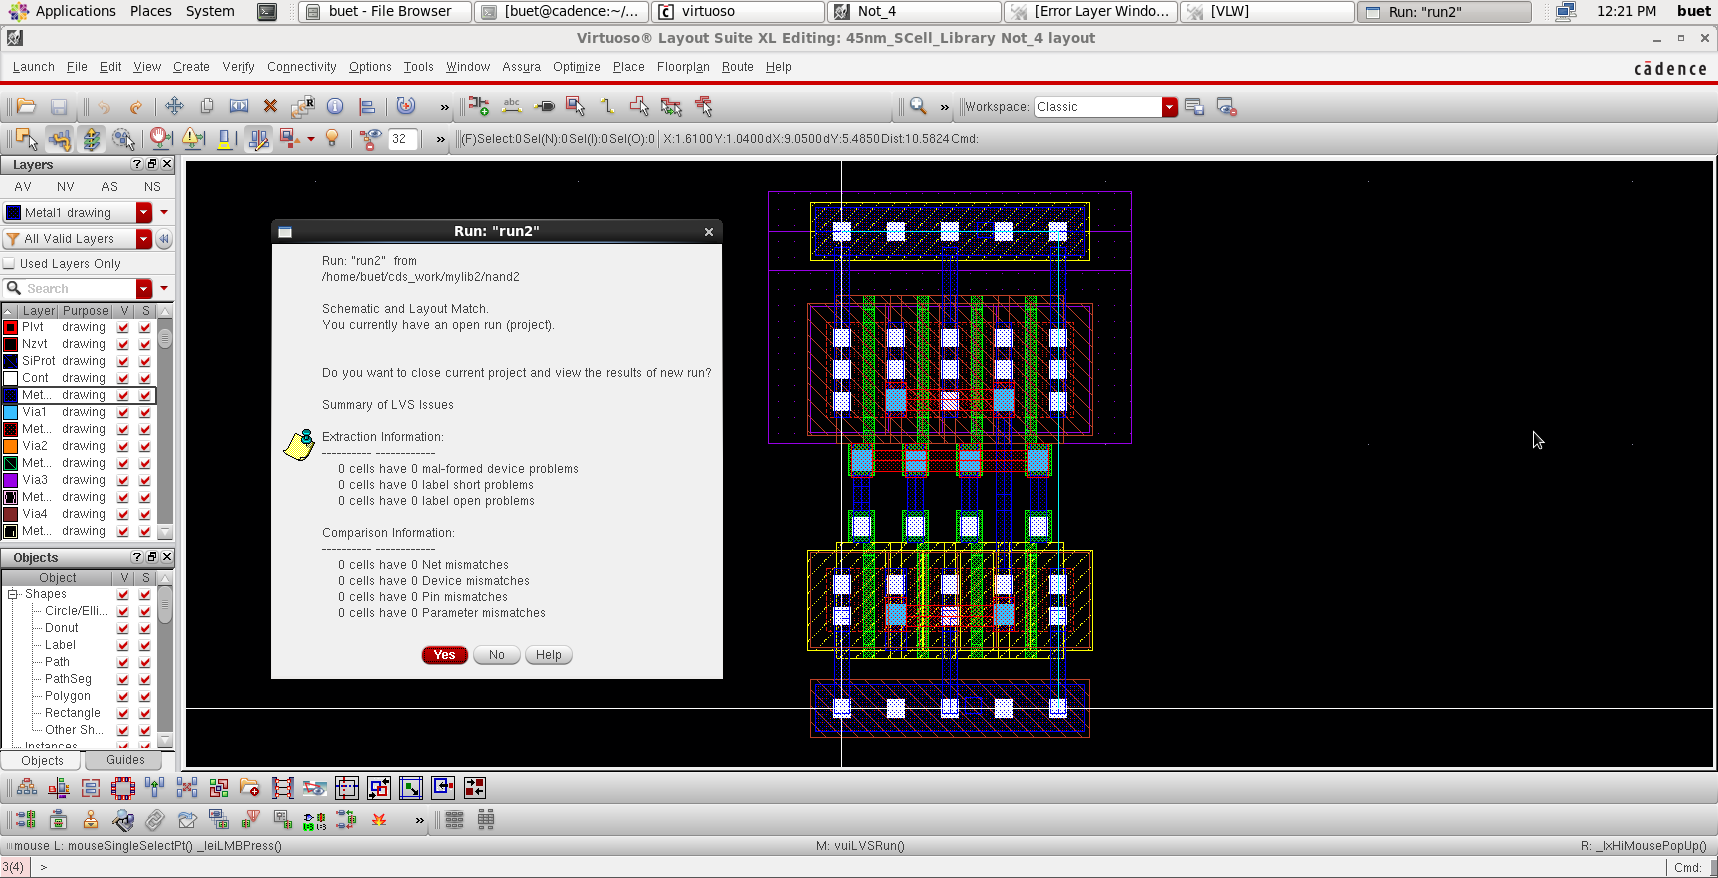 Applications Places System buet - File Browser [buet@cadence:~/... virtuoso Not_4 [Error Layer Windo... [VLW] Run: "run2" 12:21 PM buet
Virtuoso® Layout Suite XL Editing: 45nm_SCell_Library Not_4 layout
Launch File Edit View Create Verify Connectivity Options Tools Window Assura Optimize Place Floorplan Route Help cādence
abc » » Workspace: Classic
32 » (F)Select:0 Sel(N):0 Sel(I):0 Sel(O):0 X:1.6100 Y:1.0400 dX:9.0500 dY:5.4850 Dist:10.5824 Cmd:
Layers
AV NV AS NS
Metal1 drawing
All Valid Layers
Used Layers Only
Search
Layer Purpose V S
Plvt drawing
Nzvt drawing
SiProt drawing
Cont drawing
Met... drawing
Via1 drawing
Met... drawing
Via2 drawing
Met... drawing
Via3 drawing
Met... drawing
Via4 drawing
Met... drawing
Objects
Object V S
Shapes
Circle/Elli...
Donut
Label
Path
PathSeg
Polygon
Rectangle
Other Sh...
Instances
Objects Guides
Run: "run2"
Run: "run2" from
/home/buet/cds_work/mylib2/nand2
Schematic and Layout Match.
You currently have an open run (project).
Do you want to close current project and view the results of new run?
Summary of LVS Issues
Extraction Information:
---------- ------------
0 cells have 0 mal-formed device problems
0 cells have 0 label short problems
0 cells have 0 label open problems
Comparison Information:
---------- ------------
0 cells have 0 Net mismatches
0 cells have 0 Device mismatches
0 cells have 0 Pin mismatches
0 cells have 0 Parameter mismatches
Yes No Help
»
mouse L: mouseSingleSelectPt() _leiLMBPress() M: vuiLVSRun() R: _lxHiMousePopUp()
3(4) > Cmd: